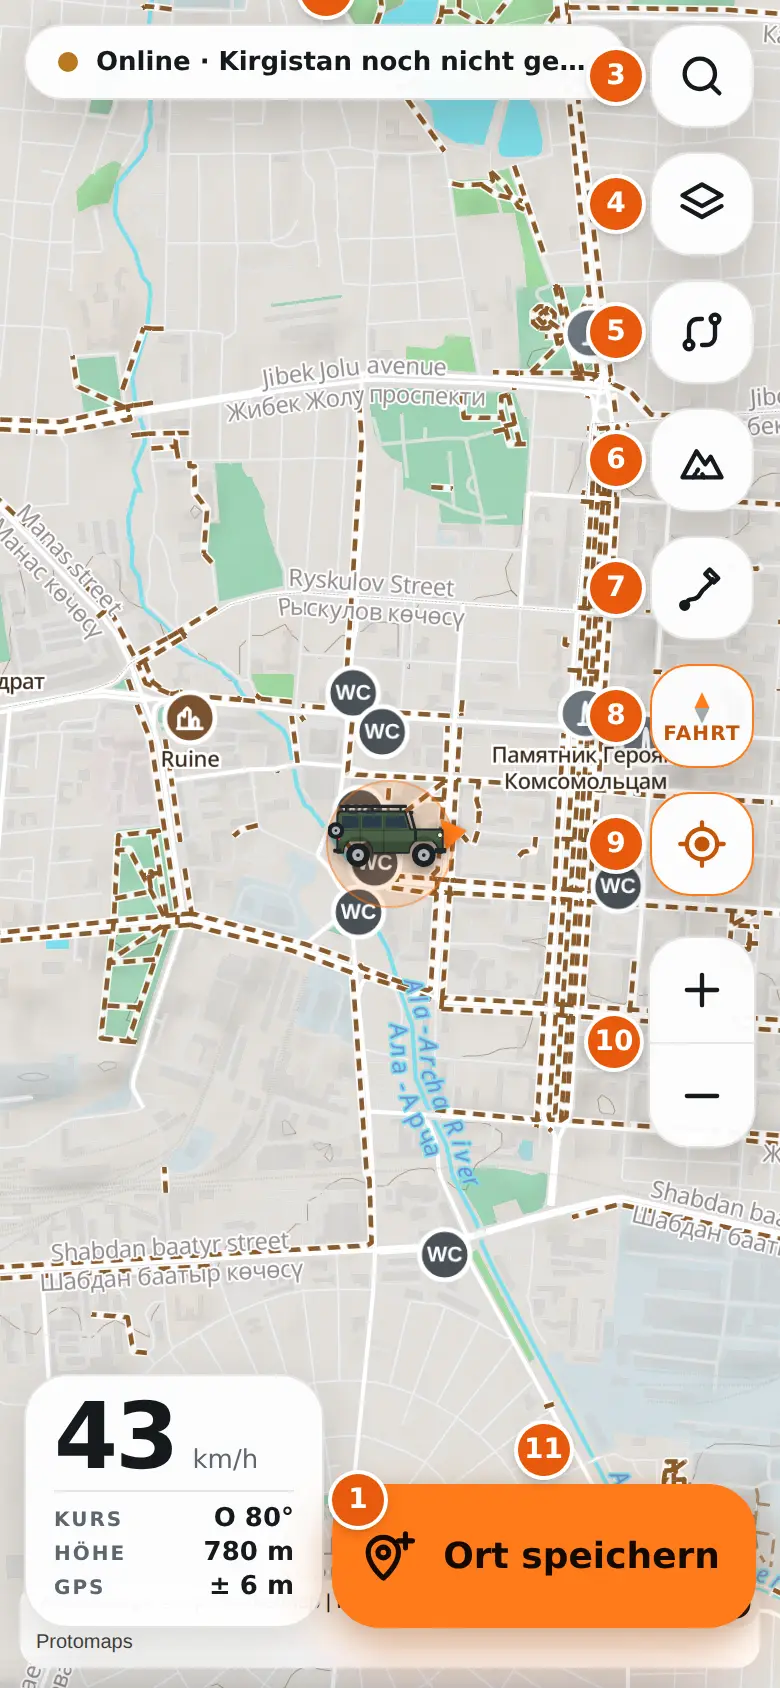 Online · Kirgistan noch nicht ge…
3
4
5
Jibek Jolu avenue
Жибек Жолу проспекти
6
Manas street
Манас көчөсү
7
Ryskulov Street
Рыскулов көчөсү
драт
WC
WC
8
FAHRT
Ruine
Памятник Героям
Комсомольцам
9
WC
WC
WC
10
Ala-Archa River
Ала-Арча
Shabdan baatyr street
Шабдан баатыр көчөсү
WC
Shabdan baa
Шабдан баат
43 km/h
KURS O 80°
HÖHE 780 m
GPS ± 6 m
11
1
Ort speichern
Protomaps